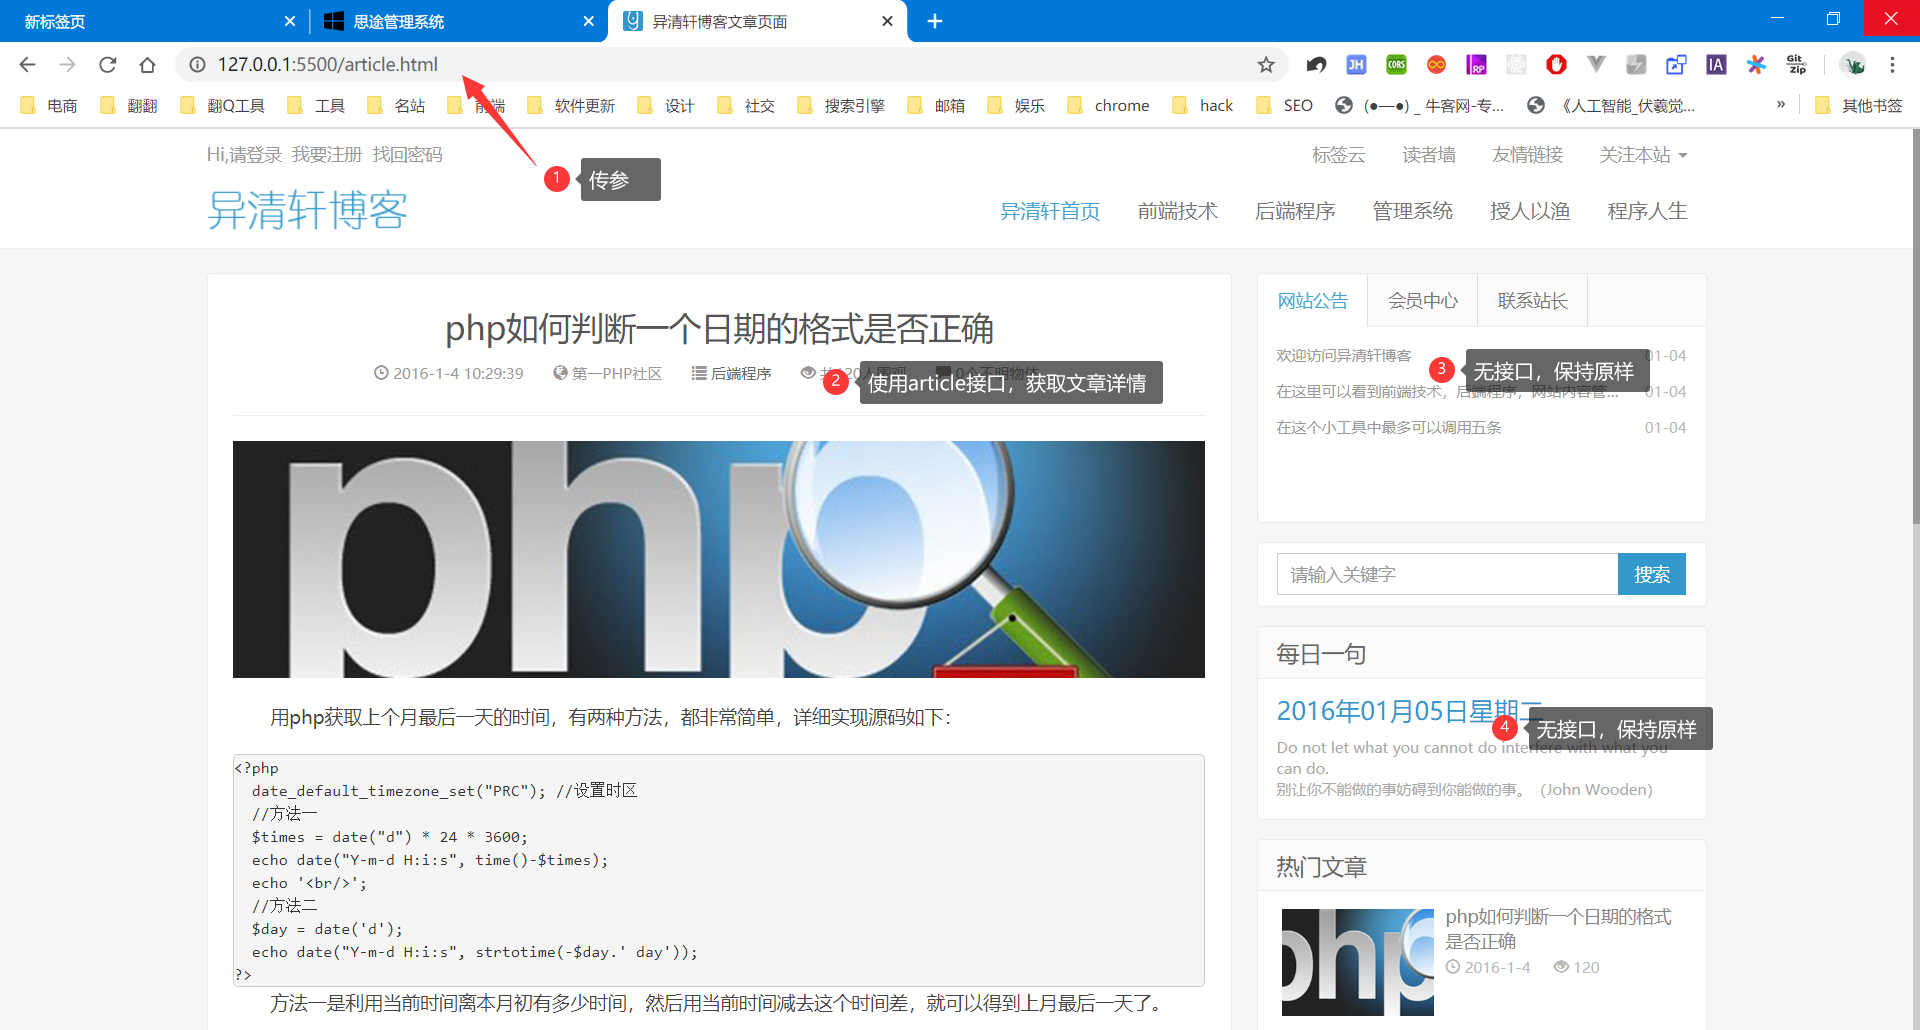 新标签页
思途管理系统
异清轩博客文章页面
127.0.0.1:5500/article.html
JH
CORS
RP
IA
Git zip
电商
翻翻
翻Q工具
工具
名站
前端
软件更新
设计
社交
搜索引擎
邮箱
娱乐
chrome
hack
SEO
(●—●) _ 牛客网-专...
《人工智能_伏羲觉...
»
其他书签
Hi,请登录 我要注册 找回密码
标签云
读者墙
友情链接
关注本站
1
传参
异清轩博客
异清轩首页
前端技术
后端程序
管理系统
授人以渔
程序人生
php如何判断一个日期的格式是否正确
2016-1-4 10:29:39
第一PHP社区
后端程序
共120人围观
0个不明物体
2
使用article接口，获取文章详情
php
用php获取上个月最后一天的时间，有两种方法，都非常简单，详细实现源码如下：
<?php
date_default_timezone_set("PRC"); //设置时区
//方法一
$times = date("d") * 24 * 3600;
echo date("Y-m-d H:i:s", time()-$times);
echo '<br/>';
//方法二
$day = date('d');
echo date("Y-m-d H:i:s", strtotime(-$day.' day'));
?>
方法一是利用当前时间离本月初有多少时间，然后用当前时间减去这个时间差，就可以得到上月最后一天了。
网站公告
会员中心
联系站长
欢迎访问异清轩博客
01-04
3
无接口，保持原样
在这里可以看到前端技术，后端程序，网站内容管...
01-04
在这个小工具中最多可以调用五条
01-04
请输入关键字
搜索
每日一句
2016年01月05日星期二
4
无接口，保持原样
Do not let what you cannot do interfere with what you
can do.
别让你不能做的事妨碍到你能做的事。（John Wooden）
热门文章
php
php如何判断一个日期的格式
是否正确
2016-1-4
120